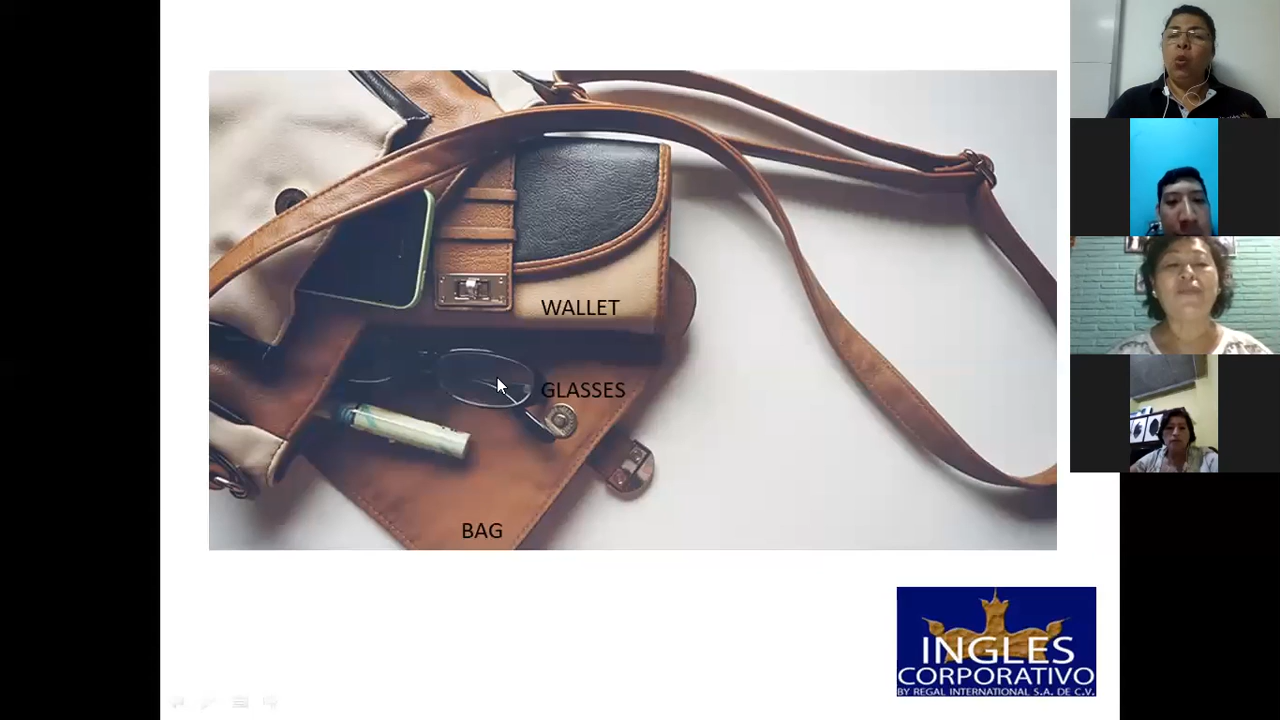 WALLET
GLASSES
BAG
INGLES
CORPORATIVO
BY REGAL INTERNATIONAL S.A. DE C.V.